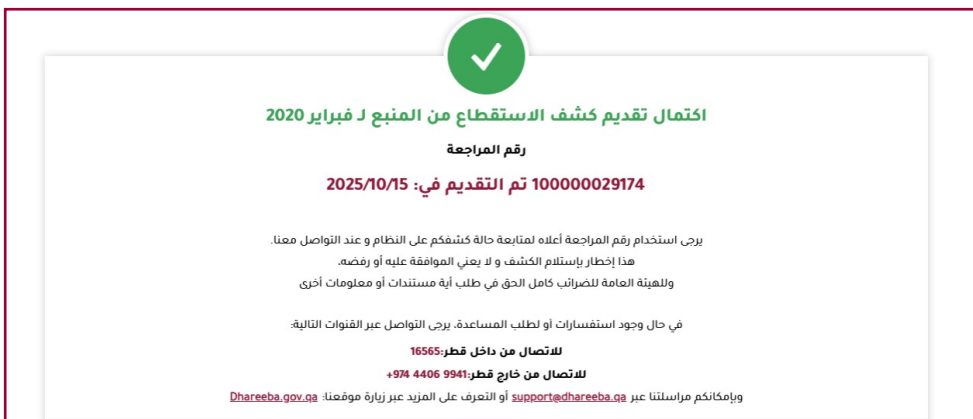 اكتمال تقديم كشف الاستقطاع من المنبع لـ فبراير 2020
رقم المراجعة
100000029174 تم التقديم في: 2025/10/15
يرجى استخدام رقم المراجعة أعلاه لمتابعة حالة كشفكم على النظام و عند التواصل معنا.
هذا إخطار بإستلام الكشف و لا يعني الموافقة عليه أو رفضه.
وللهيئة العامة للضرائب كامل الحق في طلب أية مستندات أو معلومات أخرى
في حال وجود استفسارات أو لطلب المساعدة، يرجى التواصل عبر القنوات التالية:
للاتصال من داخل قطر:16565
للاتصال من خارج قطر:9941 4406 974+
وبإمكانكم مراسلتنا عبر support@dhareeba.qa أو التعرف على المزيد عبر زيارة موقعنا: Dhareeba.gov.qa